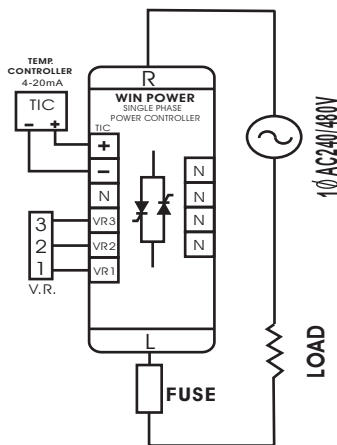 TEMP.
CONTROLLER
4-20mA
TIC
- +
R
WIN POWER
SINGLE PHASE
POWER CONTROLLER
TIC
+
-
N
VR3
VR2
VR1
N
N
N
N
3
2
1
V.R.
L
FUSE
1Ø AC240/480V
LOAD